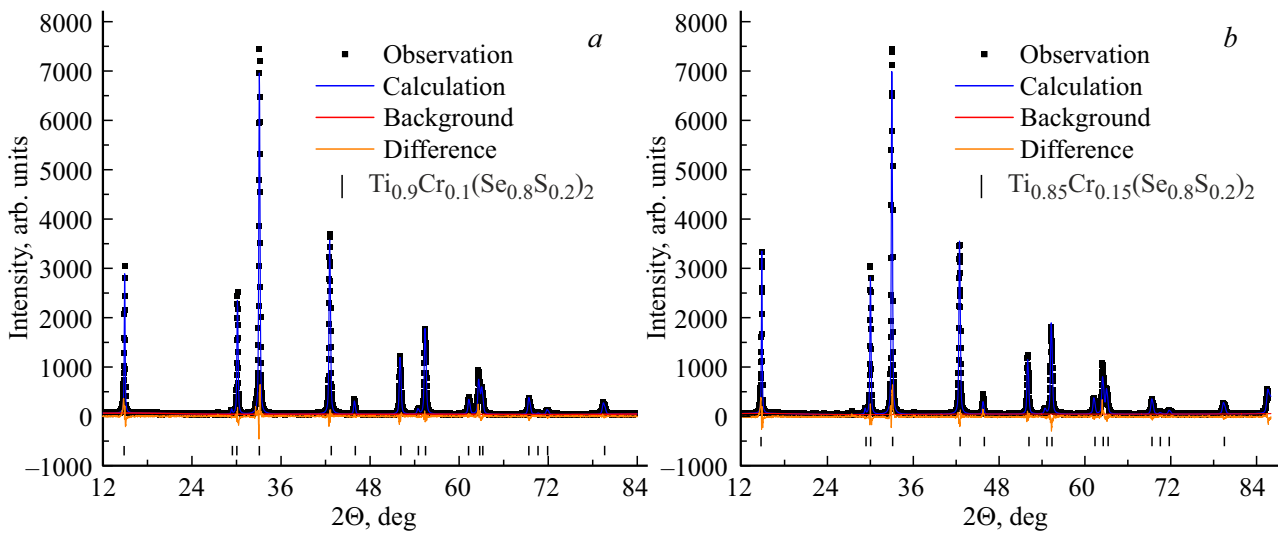 8000
7000
6000
5000
4000
3000
2000
1000
0
–1000
Intensity, arb. units
a
Observation
Calculation
Background
Difference
Ti0.9Cr0.1(Se0.8S0.2)2
12 24 36 48 60 72 84
2Θ, deg
8000
7000
6000
5000
4000
3000
2000
1000
0
–1000
Intensity, arb. units
b
Observation
Calculation
Background
Difference
Ti0.85Cr0.15(Se0.8S0.2)2
12 24 36 48 60 72 84
2Θ, deg